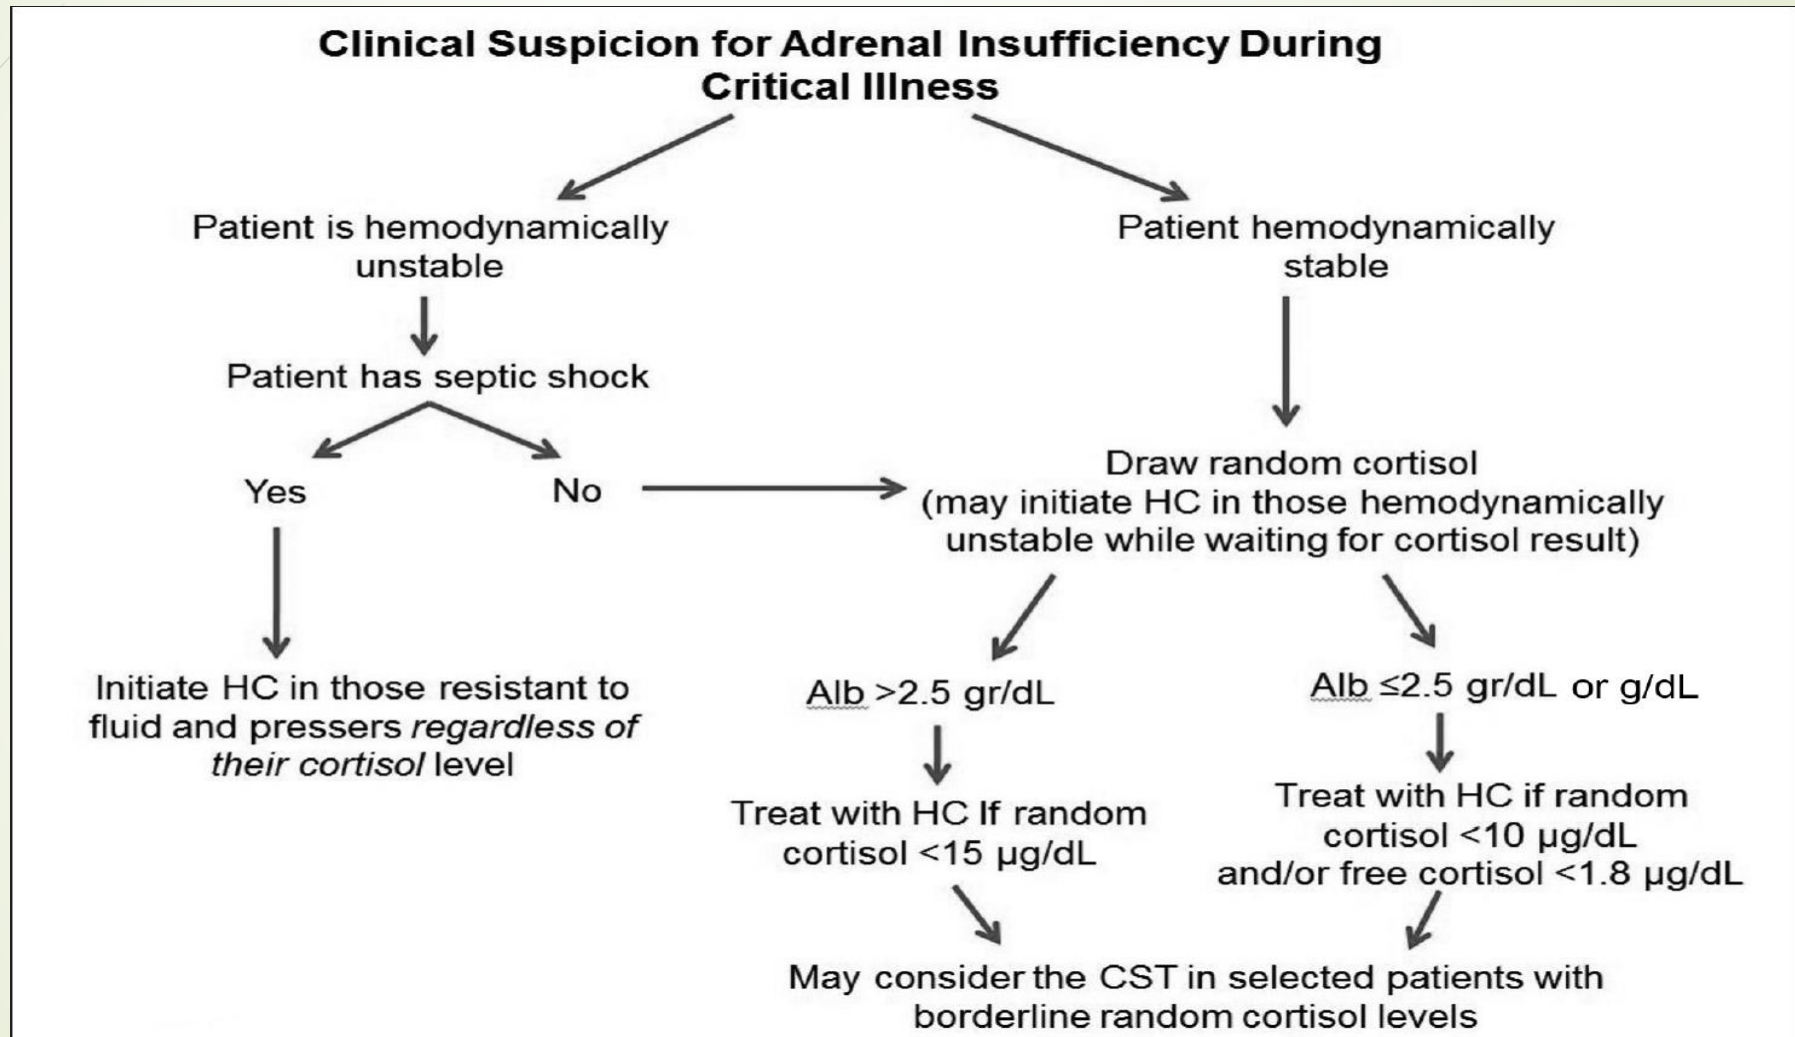 Clinical Suspicion for Adrenal Insufficiency During
Critical Illness
Patient is hemodynamically
unstable
Patient hemodynamically
stable
Patient has septic shock
Yes
No
Draw random cortisol
(may initiate HC in those hemodynamically
unstable while waiting for cortisol result)
Initiate HC in those resistant to
fluid and pressers regardless of
their cortisol level
Alb >2.5 gr/dL
Alb ≤2.5 gr/dL or g/dL
Treat with HC If random
cortisol <15 µg/dL
Treat with HC if random
cortisol <10 µg/dL
and/or free cortisol <1.8 µg/dL
May consider the CST in selected patients with
borderline random cortisol levels